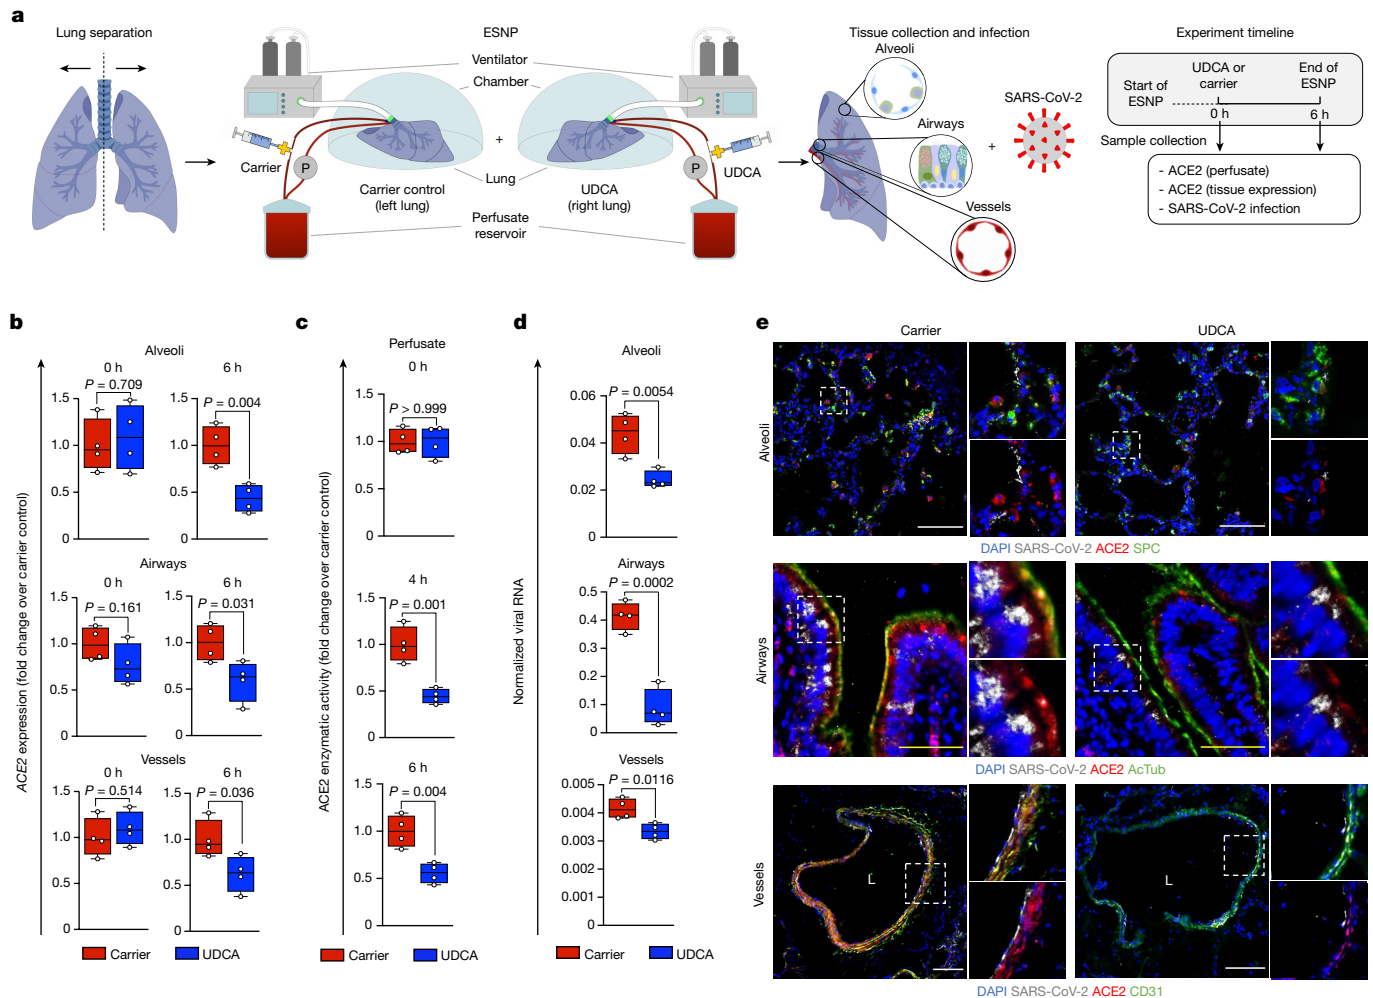 a
Lung separation
ESNP
Ventilator
Chamber
Carrier
P
Lung
Carrier control
(left lung)
+
UDCA
(right lung)
P
UDCA
Perfusate
reservoir
Tissue collection and infection
Alveoli
Airways
Vessels
+
SARS-CoV-2
Experiment timeline
UDCA or
carrier
End of
ESNP
Start of
ESNP
0 h
6 h
Sample collection
- ACE2 (perfusate)
- ACE2 (tissue expression)
- SARS-CoV-2 infection
b
ACE2 expression (fold change over carrier control)
Alveoli
0 h
P = 0.709
1.5
1.0
0.5
0
6 h
P = 0.004
1.5
1.0
0.5
0
Airways
0 h
P = 0.161
1.5
1.0
0.5
0
6 h
P = 0.031
1.5
1.0
0.5
0
Vessels
0 h
P = 0.514
1.5
1.0
0.5
0
6 h
P = 0.036
1.5
1.0
0.5
0
Carrier
UDCA
c
ACE2 enzymatic activity (fold change over carrier control)
Perfusate
0 h
P > 0.999
1.5
1.0
0.5
0
4 h
P = 0.001
1.5
1.0
0.5
0
6 h
P = 0.004
1.5
1.0
0.5
0
Carrier
UDCA
d
Normalized viral RNA
Alveoli
P = 0.0054
0.06
0.04
0.02
0
Airways
P = 0.0002
0.5
0.4
0.3
0.2
0.1
0
Vessels
P = 0.0116
0.005
0.004
0.003
0.002
0.001
0
Carrier
UDCA
e
Carrier
UDCA
Alveoli
DAPI SARS-CoV-2 ACE2 SPC
Airways
DAPI SARS-CoV-2 ACE2 AcTub
Vessels
L
L
DAPI SARS-CoV-2 ACE2 CD31